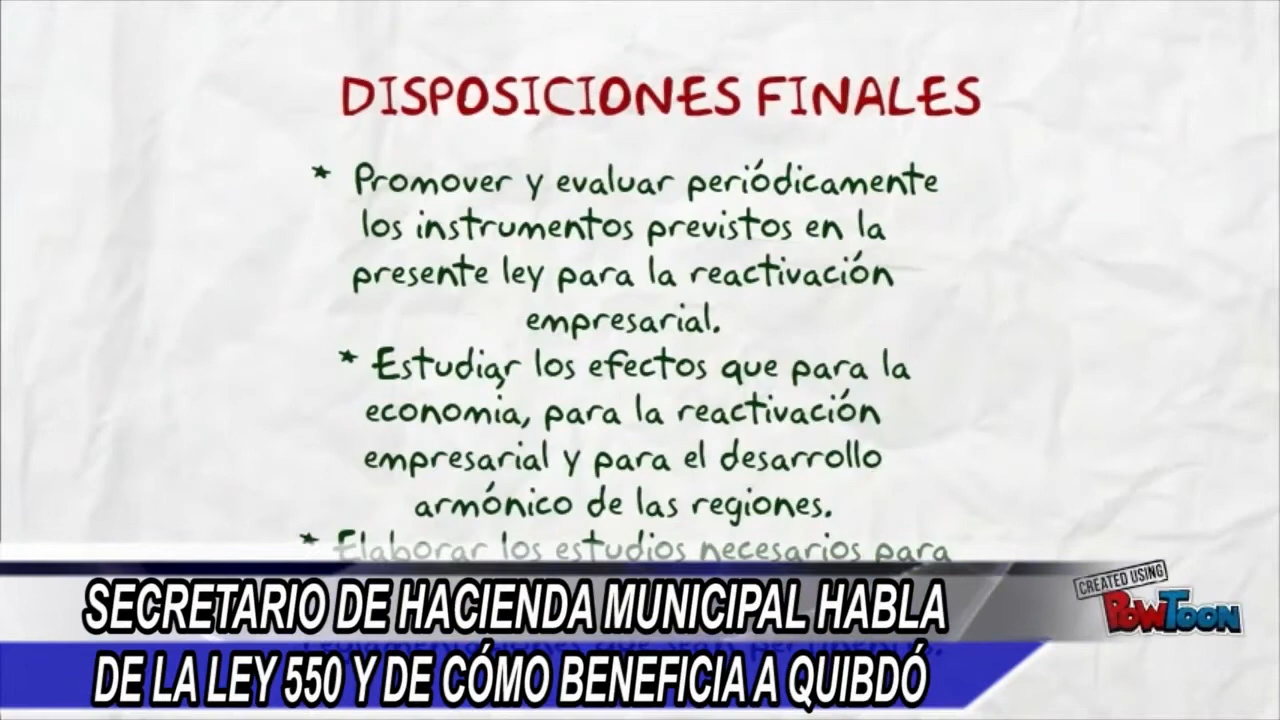 DISPOSICIONES FINALES
* Promover y evaluar periódicamente
los instrumentos previstos en la
presente ley para la reactivación
empresarial.
* Estudiar los efectos que para la
economia, para la reactivación
empresarial y para el desarrollo
armónico de las regiones.
* Elaborar los estudios necesarios para
SECRETARIO DE HACIENDA MUNICIPAL HABLA
DE LA LEY 550 Y DE CÓMO BENEFICIA A QUIBDÓ
CREATED USING
POWTOON